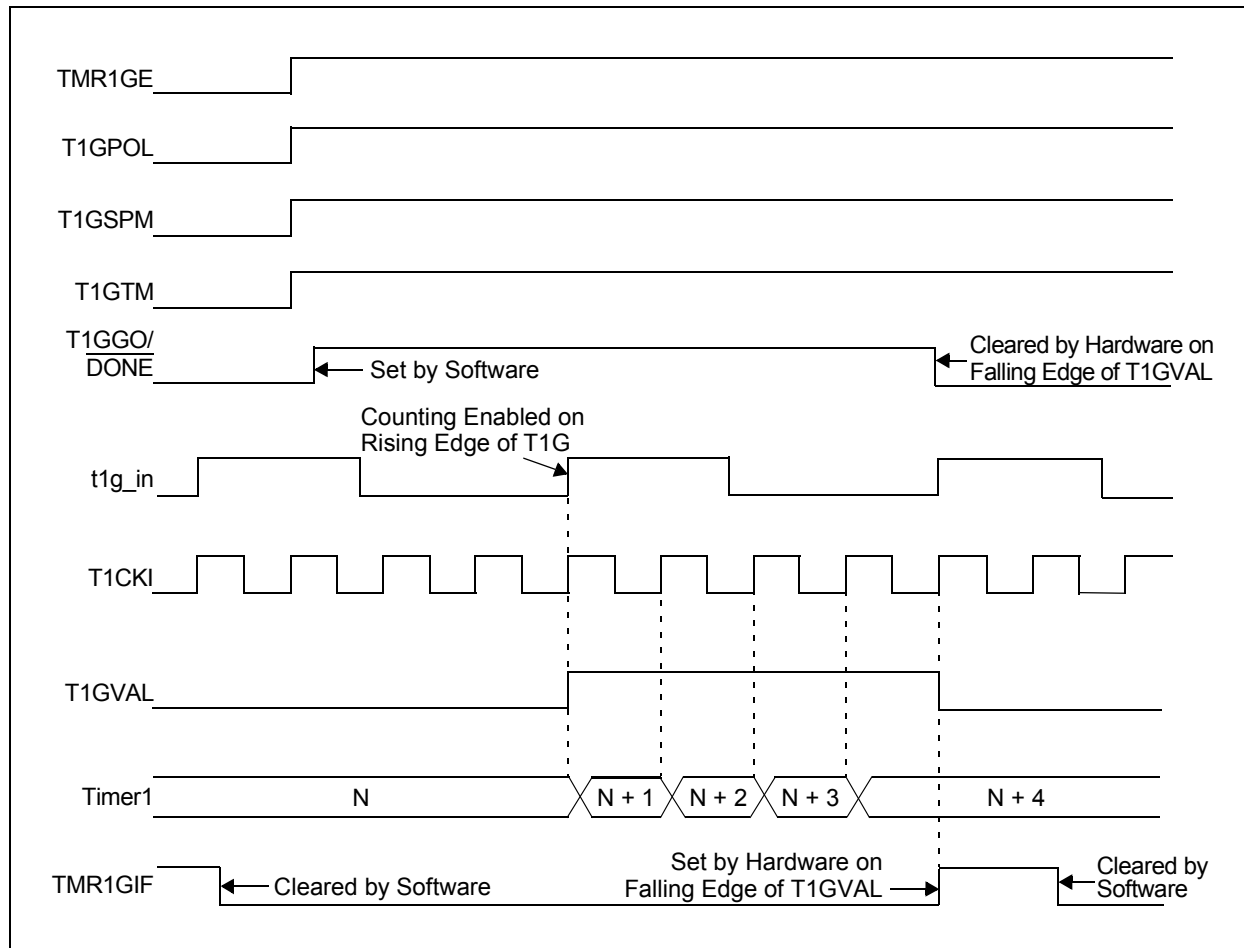 TMR1GE
T1GPOL
T1GSPM
T1GTM
T1GGO/
DONE
Set by Software
Cleared by Hardware on
Falling Edge of T1GVAL
Counting Enabled on
Rising Edge of T1G
t1g_in
T1CKI
T1GVAL
Timer1
N
N + 1
N + 2
N + 3
N + 4
TMR1GIF
Cleared by Software
Set by Hardware on
Falling Edge of T1GVAL
Cleared by
Software